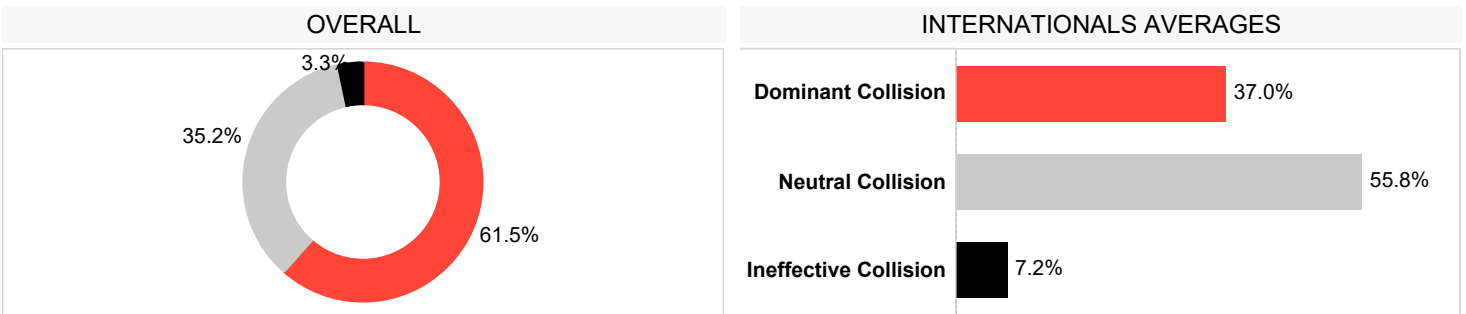 OVERALL
3.3%
35.2%
61.5%
INTERNATIONALS AVERAGES
Dominant Collision 37.0%
Neutral Collision 55.8%
Ineffective Collision 7.2%